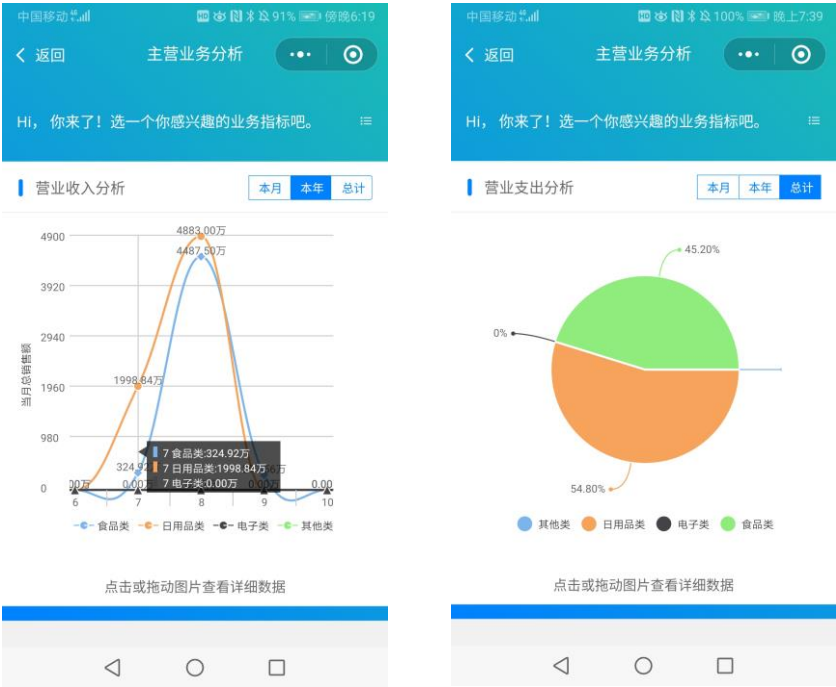 中国移动 4G 91% 傍晚6:19
返回 主营业务分析
Hi， 你来了！选一个你感兴趣的业务指标吧。
营业收入分析 本月 本年 总计
4883.00万
4900
4487.50万
3920
2940
当月总销售额
1998.84万
1960
980
7 食品类:324.92万
7 日用品类:1998.84万
7 电子类:0.00万
0
0.00
6 7 8 9 10
食品类 日用品类 电子类 其他类
点击或拖动图片查看详细数据
中国移动 4G 100% 晚上7:39
返回 主营业务分析
Hi， 你来了！选一个你感兴趣的业务指标吧。
营业支出分析 本月 本年 总计
45.20%
0%
54.80%
其他类 日用品类 电子类 食品类
点击或拖动图片查看详细数据